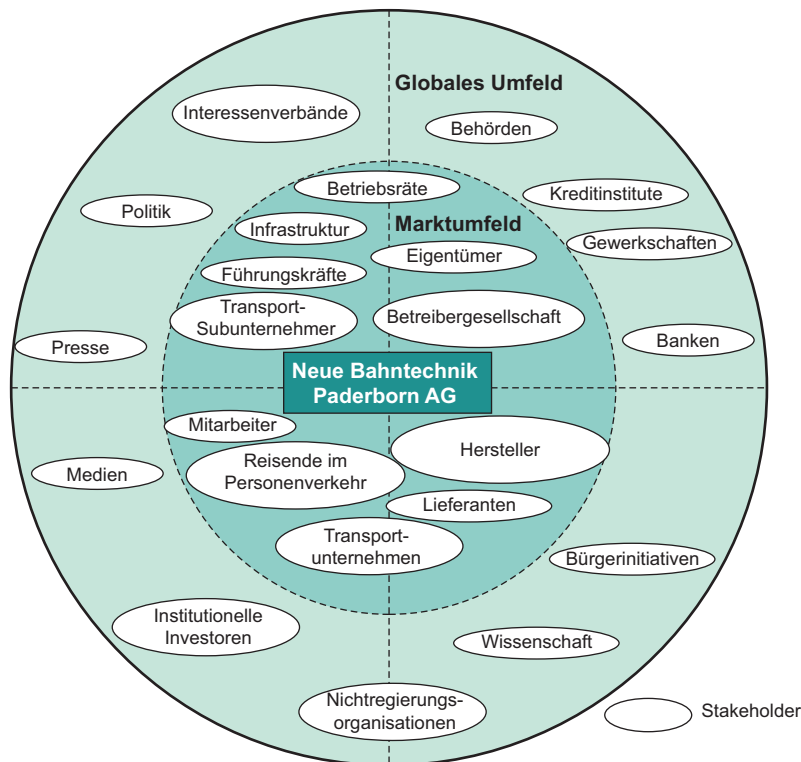 Globales Umfeld
Interessenverbände
Behörden
Betriebsräte
Kreditinstitute
Politik
Marktumfeld
Infrastruktur
Gewerkschaften
Eigentümer
Führungskräfte
Transport-
Subunternehmer
Betreibergesellschaft
Presse
Banken
Neue Bahntechnik
Paderborn AG
Mitarbeiter
Hersteller
Reisende im
Personenverkehr
Medien
Lieferanten
Transport-
unternehmen
Bürgerinitiativen
Institutionelle
Investoren
Wissenschaft
Nichtregierungs-
organisationen
Stakeholder